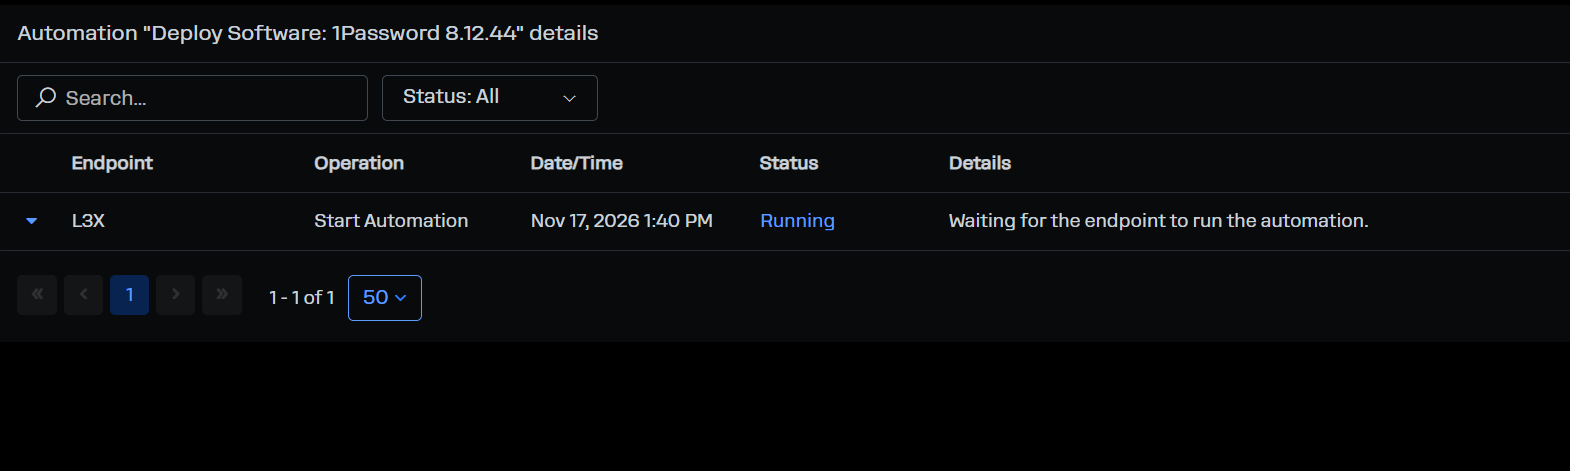 Automation "Deploy Software: 1Password 8.12.44" details
Search...
Status: All
Endpoint Operation Date/Time Status Details
L3X Start Automation Nov 17, 2026 1:40 PM Running Waiting for the endpoint to run the automation.
« ‹ 1 › » 1 - 1 of 1 50